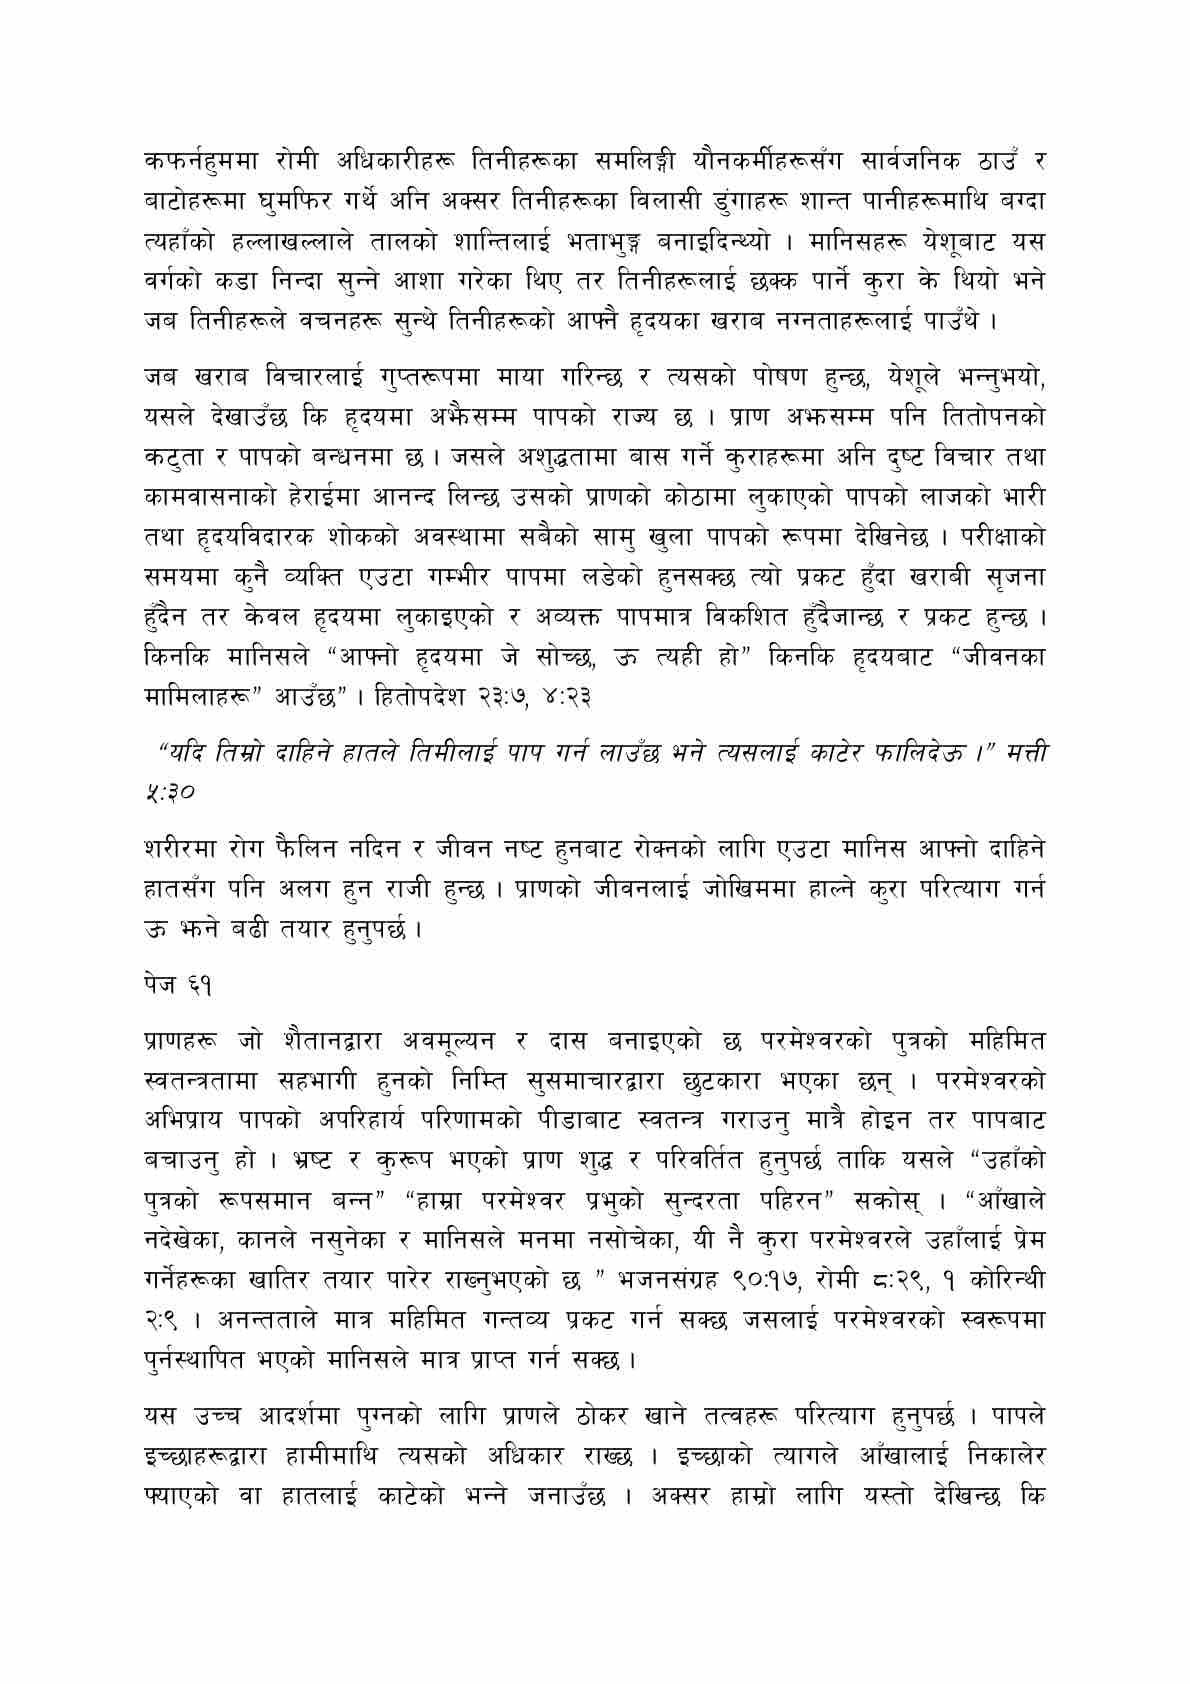 कफर्नहुममा रोमी अधिकारीहरू तिनीहरूका समलिङ्गी यौनकर्मीहरूसँग सार्वजनिक ठाउँ र
बाटोहरूमा घुमफिर गर्थे अनि अक्सर तिनीहरूका विलासी डुंगाहरू शान्त पानीहरूमाथि बग्दा
त्यहाँको हल्लाखल्लाले तालको शान्तिलाई भताभुङ्ग बनाइदिन्थ्यो । मानिसहरू येशूबाट यस
वर्गको कडा निन्दा सुन्ने आशा गरेका थिए तर तिनीहरूलाई छक्क पार्ने कुरा के थियो भने
जब तिनीहरूले वचनहरू सुन्थे तिनीहरूको आफ्नै हृदयका खराब नग्नताहरूलाई पाउँथे ।
जब खराब विचारलाई गुप्तरूपमा माया गरिन्छ र त्यसको पोषण हुन्छ, येशूले भन्नुभयो,
यसले देखाउँछ कि हृदयमा अझैसम्म पापको राज्य छ । प्राण अझसम्म पनि तितोपनको
कटुता र पापको बन्धनमा छ । जसले अशुद्धतामा बास गर्ने कुराहरूमा अनि दुष्ट विचार तथा
कामवासनाको हेराईमा आनन्द लिन्छ उसको प्राणको कोठामा लुकाएको पापको लाजको भारी
तथा हृदयविदारक शोकको अवस्थामा सबैको सामु खुला पापको रूपमा देखिनेछ । परीक्षाको
समयमा कुनै व्यक्ति एउटा गम्भीर पापमा लडेको हुनसक्छ त्यो प्रकट हुँदा खराबी सृजना
हुँदैन तर केवल हृदयमा लुकाइएको र अव्यक्त पापमात्र विकशित हुँदैजान्छ र प्रकट हुन्छ ।
किनकि मानिसले “आफ्नो हृदयमा जे सोच्छ, ऊ त्यही हो” किनकि हृदयबाट “जीवनका
मामिलाहरू” आउँछ” । हितोपदेश २३:७, ४:२३
“यदि तिम्रो दाहिने हातले तिमीलाई पाप गर्न लाउँछ भने त्यसलाई काटेर फालिदेऊ ।” मत्ती
५:३०
शरीरमा रोग फैलिन नदिन र जीवन नष्ट हुनबाट रोक्नको लागि एउटा मानिस आफ्नो दाहिने
हातसँग पनि अलग हुन राजी हुन्छ । प्राणको जीवनलाई जोखिममा हाल्ने कुरा परित्याग गर्न
ऊ झने बढी तयार हुनुपर्छ ।
पेज ६१
प्राणहरू जो शैतानद्वारा अवमूल्यन र दास बनाइएको छ परमेश्वरको पुत्रको महिमित
स्वतन्त्रतामा सहभागी हुनको निम्ति सुसमाचारद्वारा छुटकारा भएका छन् । परमेश्वरको
अभिप्राय पापको अपरिहार्य परिणामको पीडाबाट स्वतन्त्र गराउनु मात्रै होइन तर पापबाट
बचाउनु हो । भ्रष्ट र कुरूप भएको प्राण शुद्ध र परिवर्तित हुनुपर्छ ताकि यसले “उहाँको
पुत्रको रूपसमान बन्न” “हाम्रा परमेश्वर प्रभुको सुन्दरता पहिरन” सकोस् । “आँखाले
नदेखेका, कानले नसुनेका र मानिसले मनमा नसोचेका, यी नै कुरा परमेश्वरले उहाँलाई प्रेम
गर्नेहरूका खातिर तयार पारेर राख्नुभएको छ ” भजनसंग्रह ९०:१७, रोमी ८:२९, १ कोरिन्थी
२:९ । अनन्तताले मात्र महिमित गन्तव्य प्रकट गर्न सक्छ जसलाई परमेश्वरको स्वरूपमा
पुर्नस्थापित भएको मानिसले मात्र प्राप्त गर्न सक्छ ।
यस उच्च आदर्शमा पुग्नको लागि प्राणले ठोकर खाने तत्वहरू परित्याग हुनुपर्छ । पापले
इच्छाहरूद्वारा हामीमाथि त्यसको अधिकार राख्छ । इच्छाको त्यागले आँखालाई निकालेर
फ्याएको वा हातलाई काटेको भन्ने जनाउँछ । अक्सर हाम्रो लागि यस्तो देखिन्छ कि